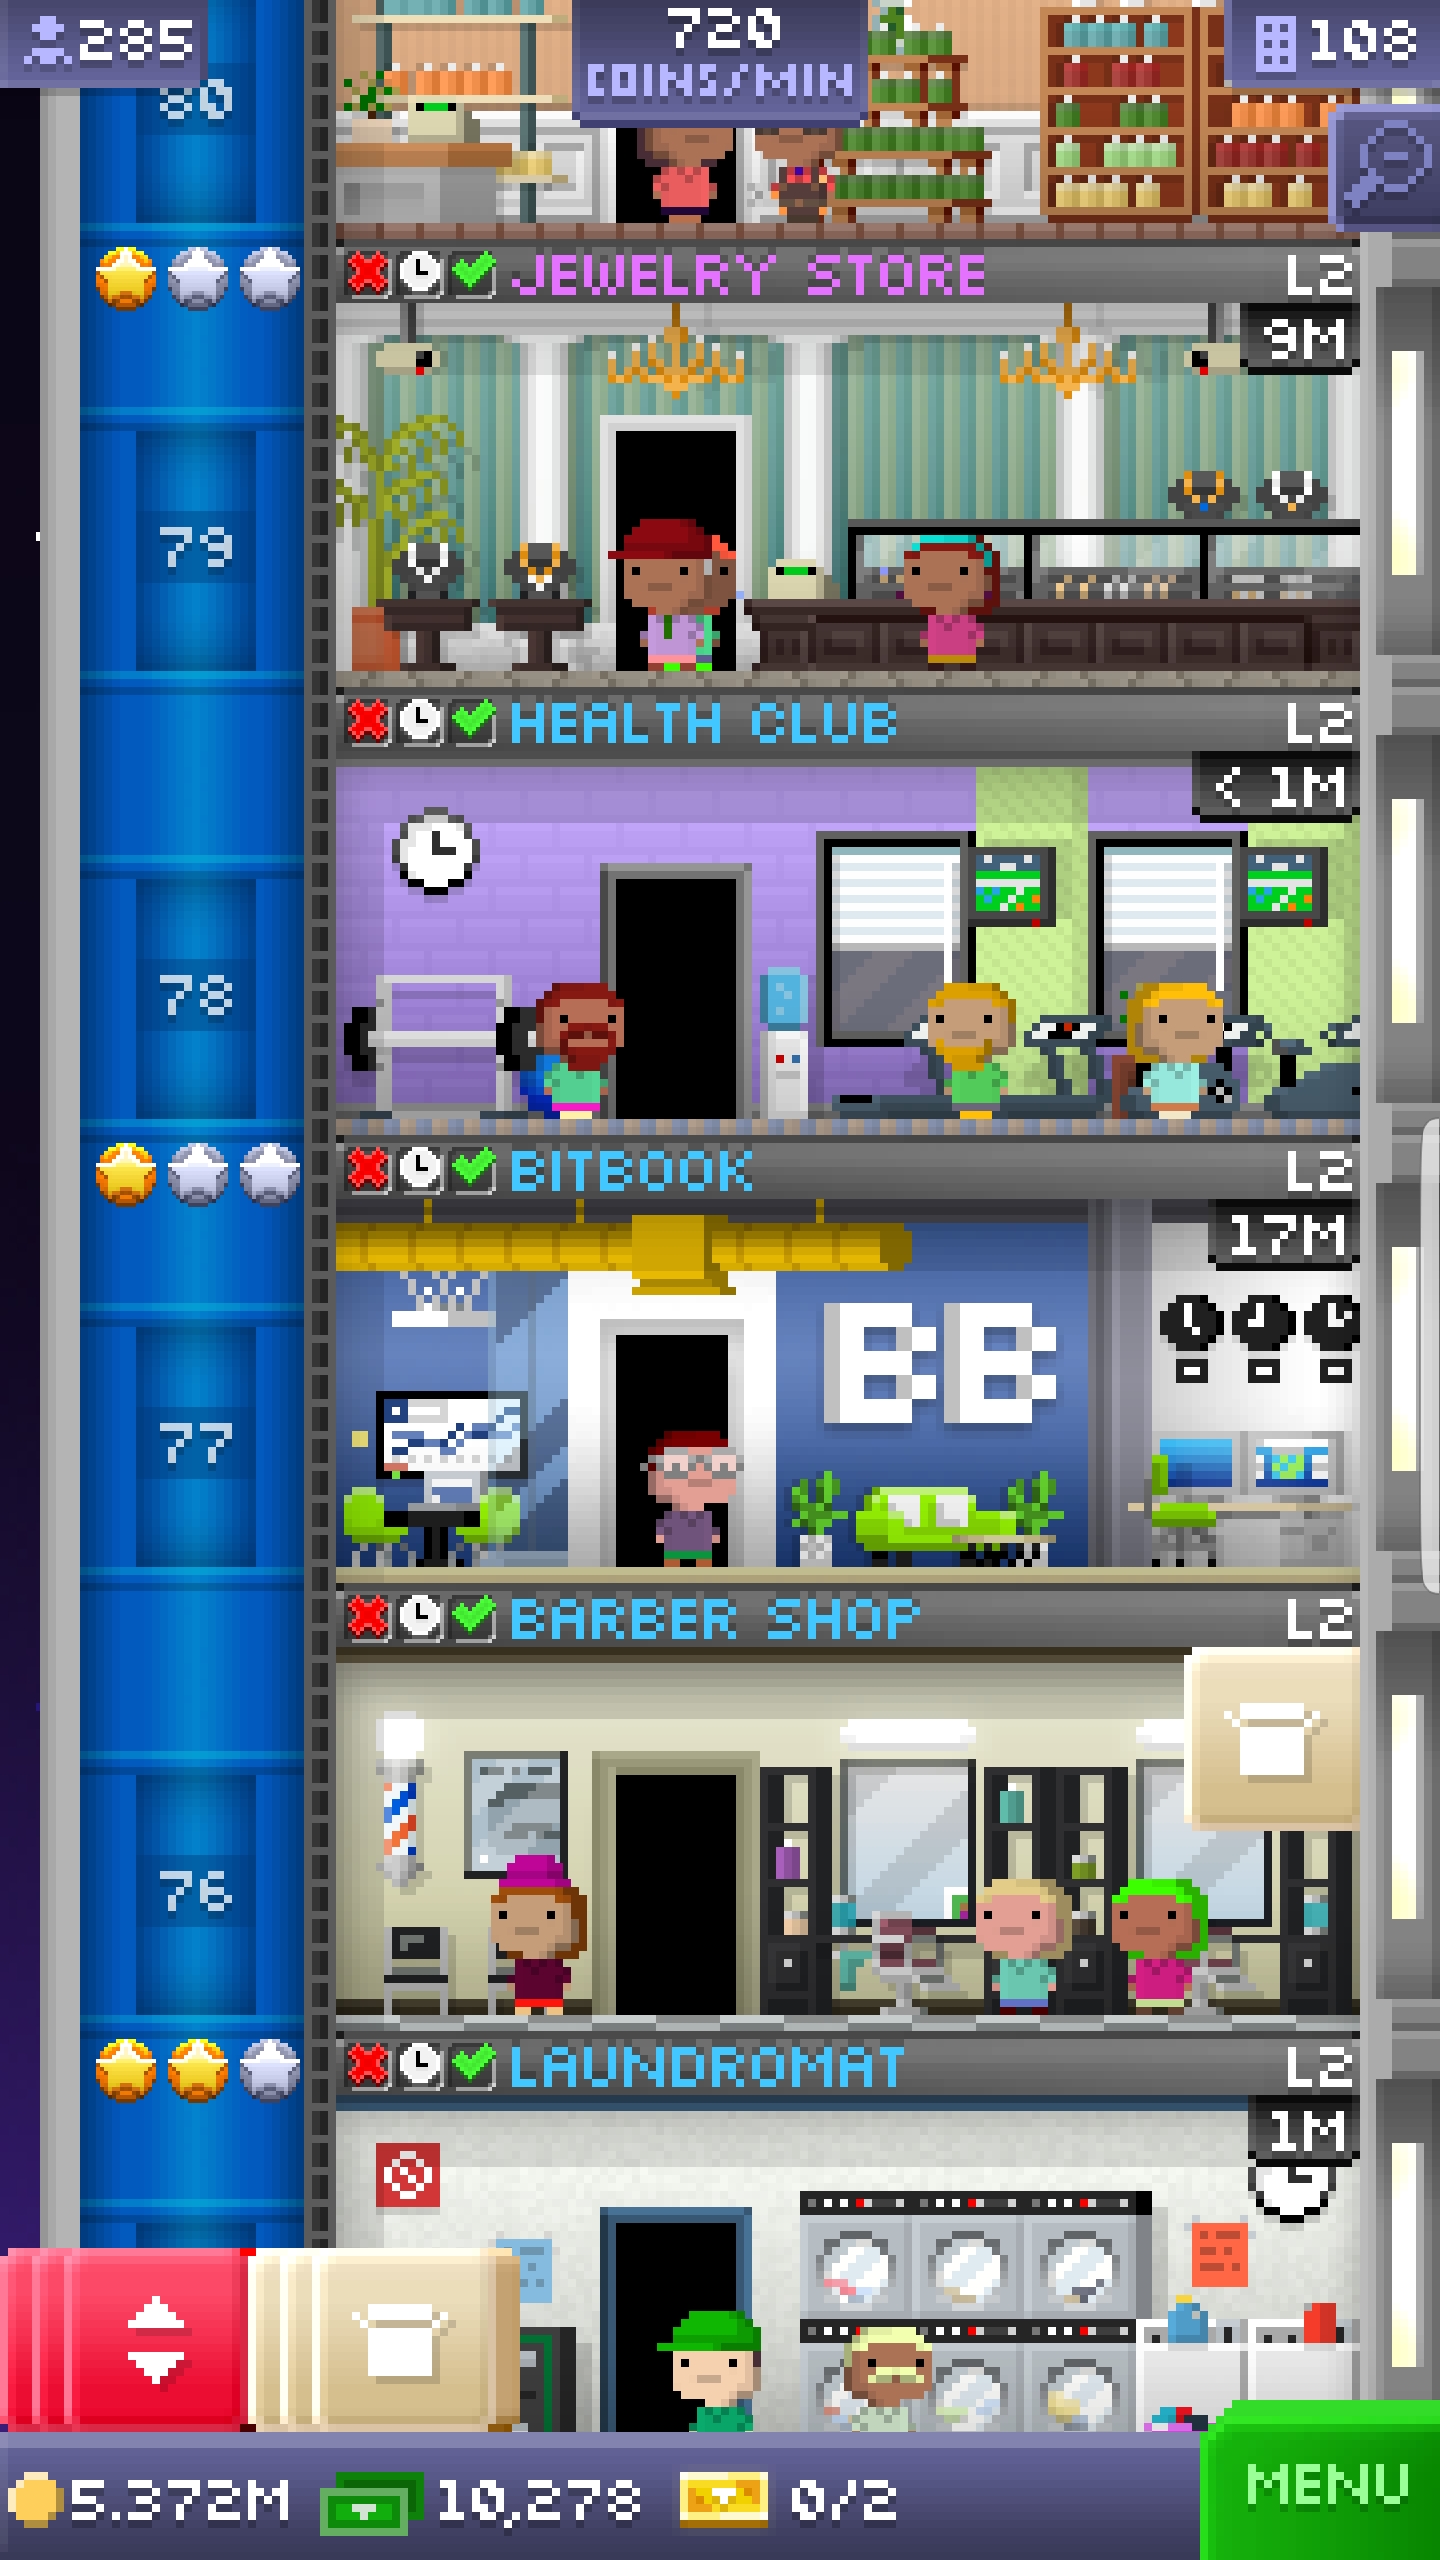 285
720
COINS/MIN
108
80
JEWELRY STORE
L2
9M
79
HEALTH CLUB
L2
< 1M
78
BITBOOK
L2
17M
BB
77
BARBER SHOP
L2
76
LAUNDROMAT
L2
1M
5.372M
10,278
0/2
MENU